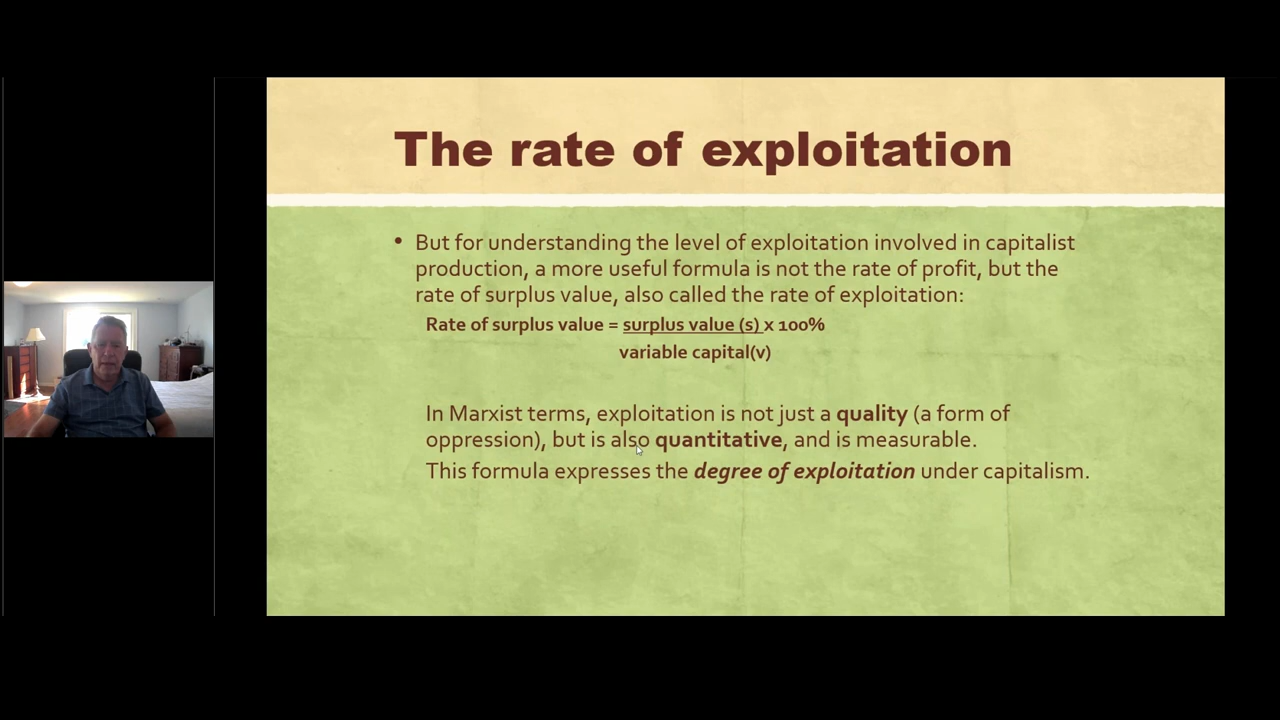 The rate of exploitation
• But for understanding the level of exploitation involved in capitalist
production, a more useful formula is not the rate of profit, but the
rate of surplus value, also called the rate of exploitation:
Rate of surplus value = surplus value (s) x 100%
variable capital(v)
In Marxist terms, exploitation is not just a quality (a form of
oppression), but is also quantitative, and is measurable.
This formula expresses the degree of exploitation under capitalism.